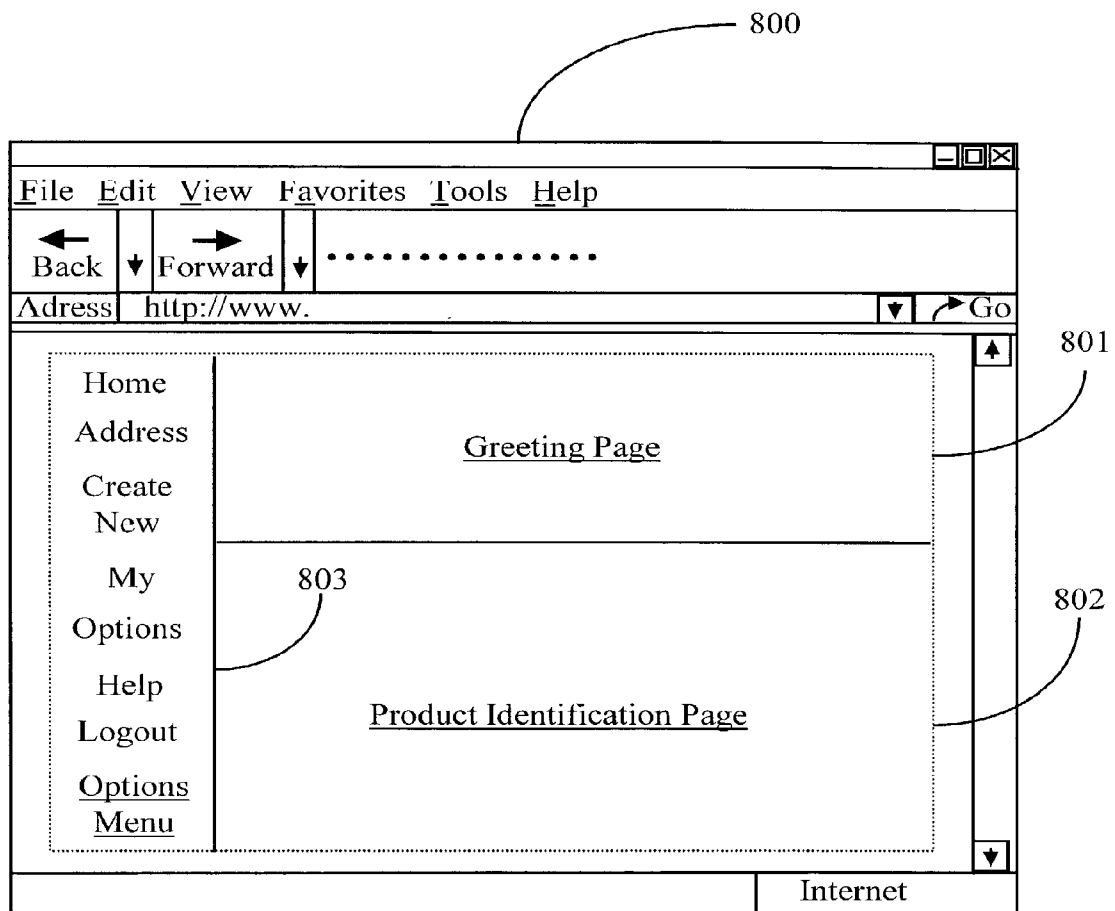 800
File Edit View Favorites Tools Help
Back Forward ...............
Adress http://www. Go
801
Home
Address
Greeting Page
Create
New
My
803
802
Options
Help
Product Identification Page
Logout
Options
Menu
Internet